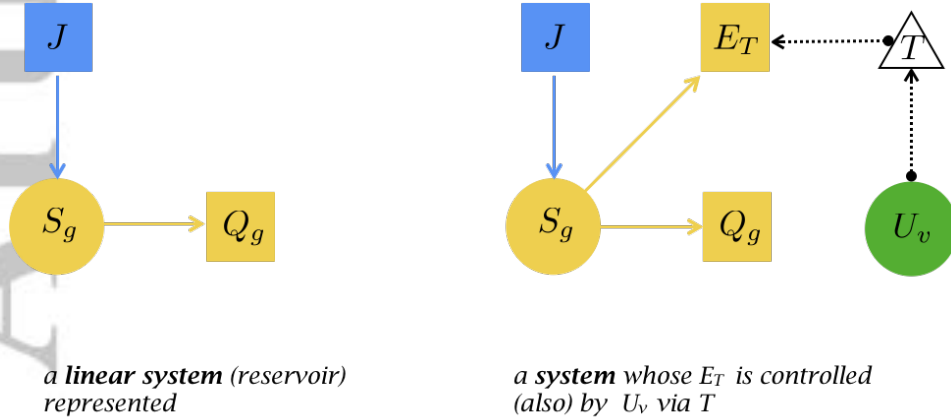 J
J
E_T
T
S_g
Q_g
S_g
Q_g
U_v
a linear system (reservoir)
represented
a system whose E_T is controlled
(also) by U_v via T